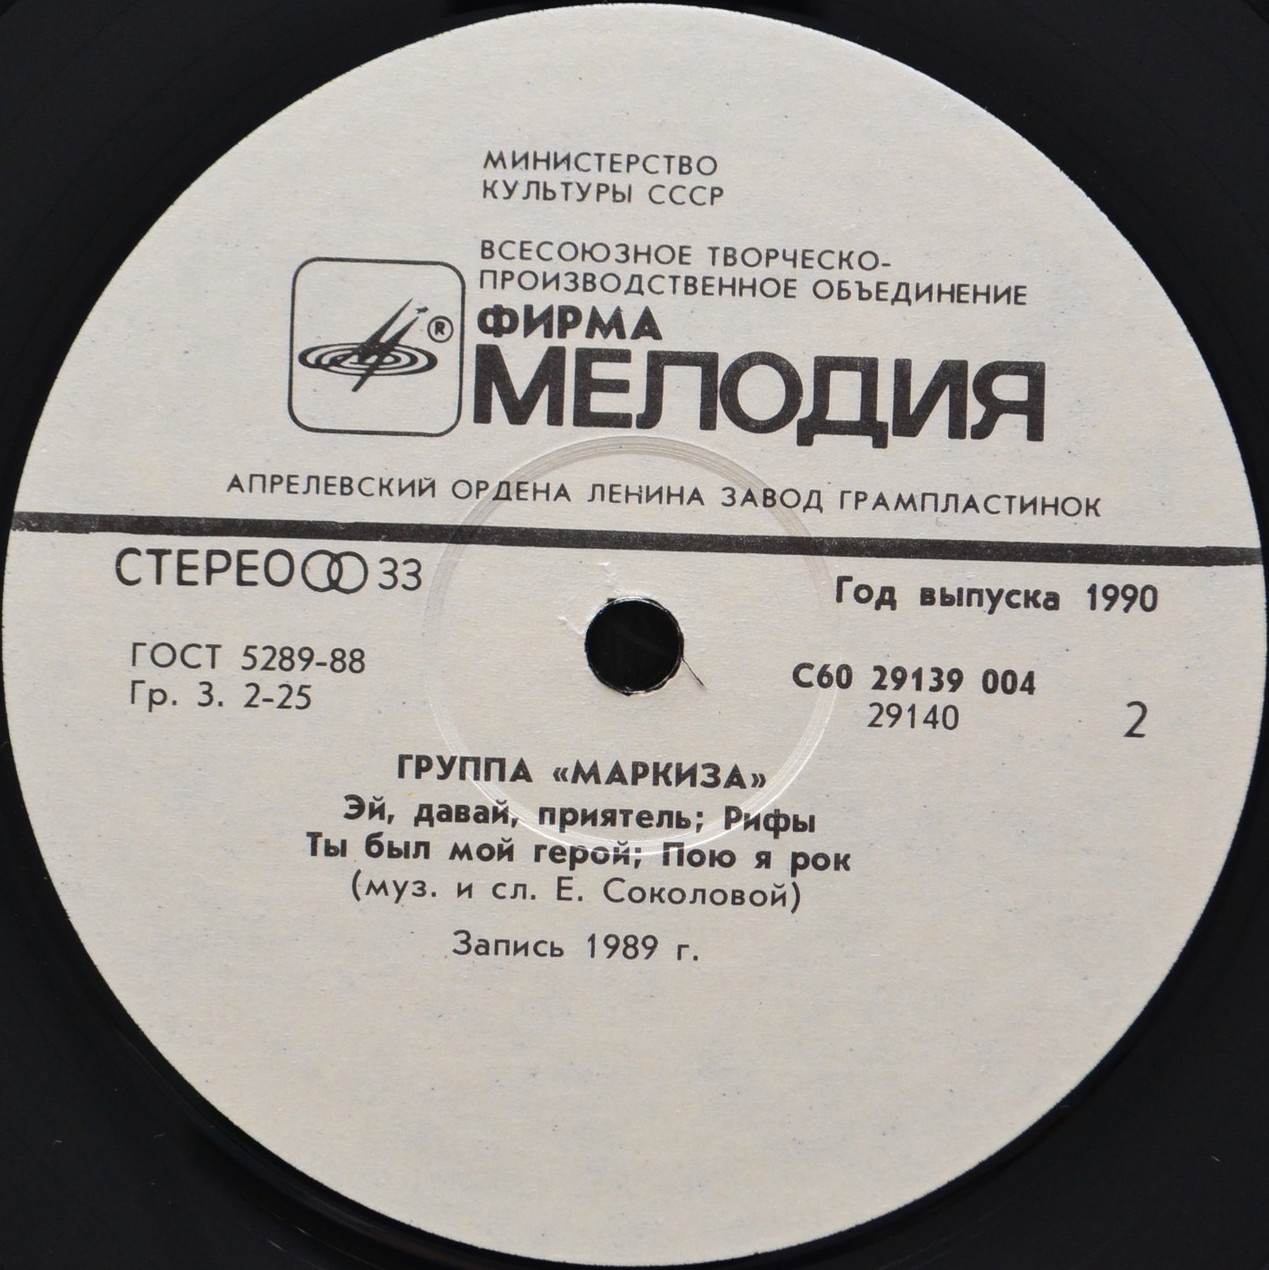 МИНИСТЕРСТВО
КУЛЬТУРЫ СССР
ВСЕСОЮЗНОЕ ТВОРЧЕСКО-
ПРОИЗВОДСТВЕННОЕ ОБЪЕДИНЕНИЕ
ФИРМА
МЕЛОДИЯ
®
АПРЕЛЕВСКИЙ ОРДЕНА ЛЕНИНА ЗАВОД ГРАМПЛАСТИНОК
СТЕРЕО 33
Год выпуска 1990
ГОСТ 5289-88
Гр. 3. 2-25
С60 29139 004
29140
2
ГРУППА «МАРКИЗА»
Эй, давай, приятель; Рифы
Ты был мой герой; Пою я рок
(муз. и сл. Е. Соколовой)
Запись 1989 г.